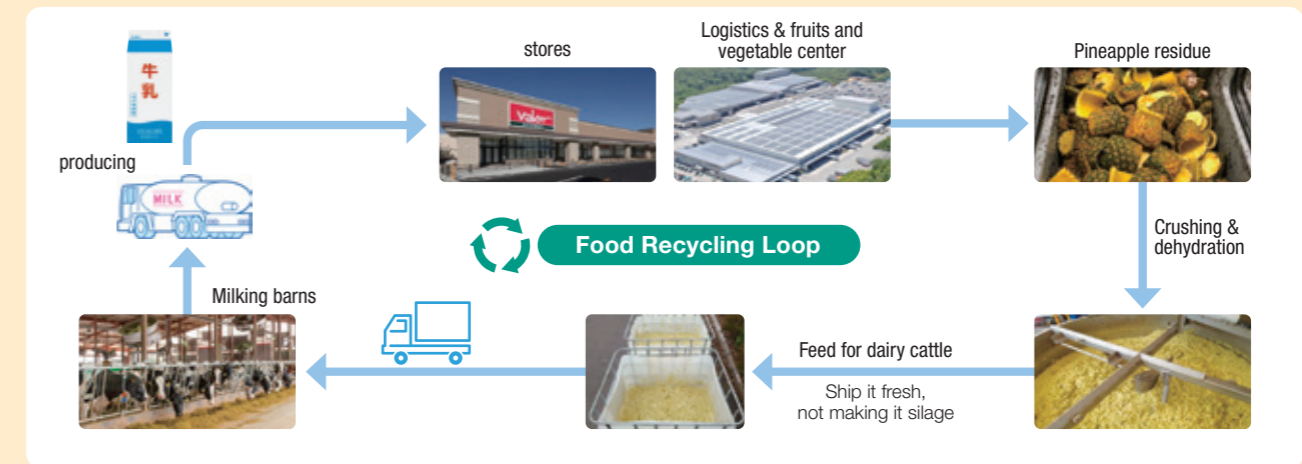 牛乳
producing
MILK
stores
Valor
Logistics & fruits and
vegetable center
Pineapple residue
Crushing &
dehydration
Food Recycling Loop
Milking barns
Feed for dairy cattle
Ship it fresh,
not making it silage